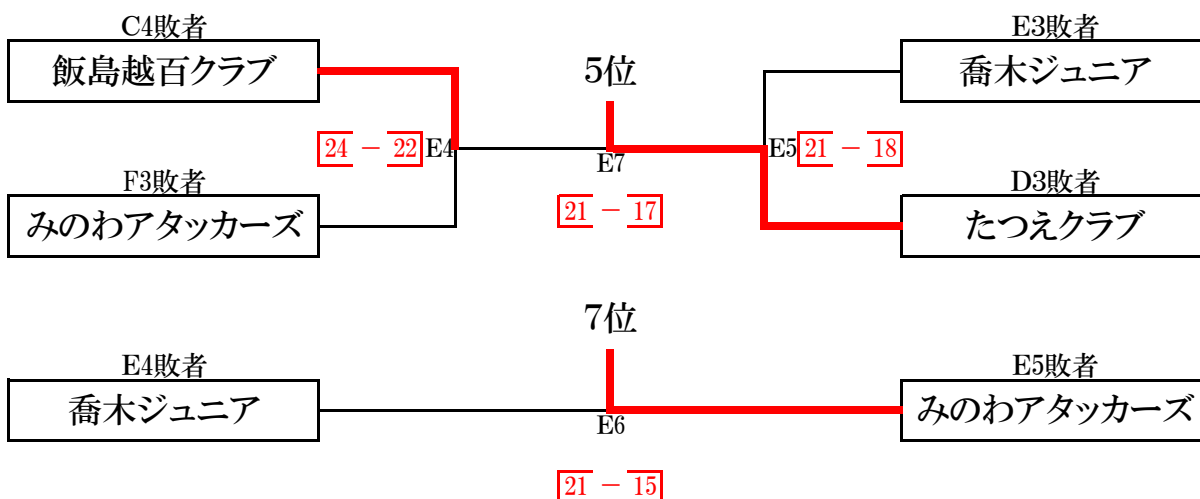 C4敗者
E3敗者
飯島越百クラブ
5位
喬木ジュニア
24 － 22
E4
E5
21 － 18
E7
F3敗者
D3敗者
みのわアタッカーズ
21 － 17
たつえクラブ
7位
E4敗者
E5敗者
喬木ジュニア
みのわアタッカーズ
E6
21 － 15